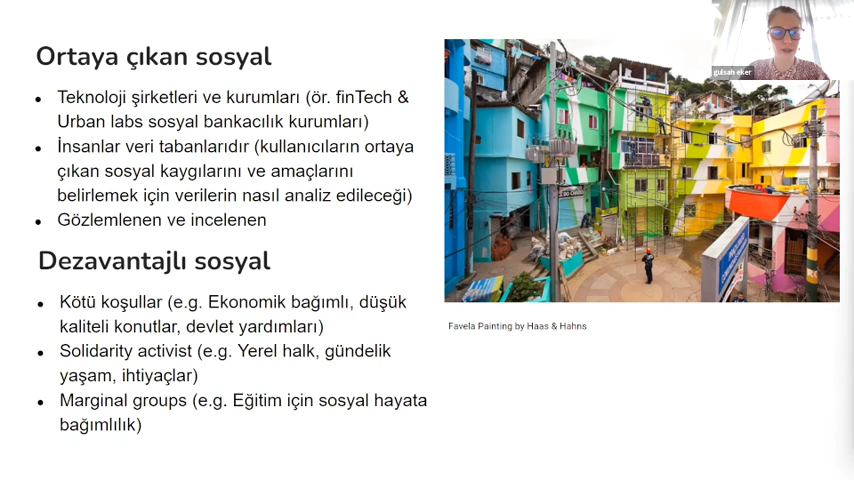 Ortaya çıkan sosyal
Teknoloji şirketleri ve kurumları (ör. finTech &
Urban labs sosyal bankacılık kurumları)
İnsanlar veri tabanlarıdır (kullanıcıların ortaya
çıkan sosyal kaygılarını ve amaçlarını
belirlemek için verilerin nasıl analiz edileceği)
Gözlemlenen ve incelenen
Dezavantajlı sosyal
Kötü koşullar (e.g. Ekonomik bağımlı, düşük
kaliteli konutlar, devlet yardımları)
Solidarity activist (e.g. Yerel halk, gündelik
yaşam, ihtiyaçlar)
Marginal groups (e.g. Eğitim için sosyal hayata
bağımlılık)
Favela Painting by Haas & Hahns
gulsah eker